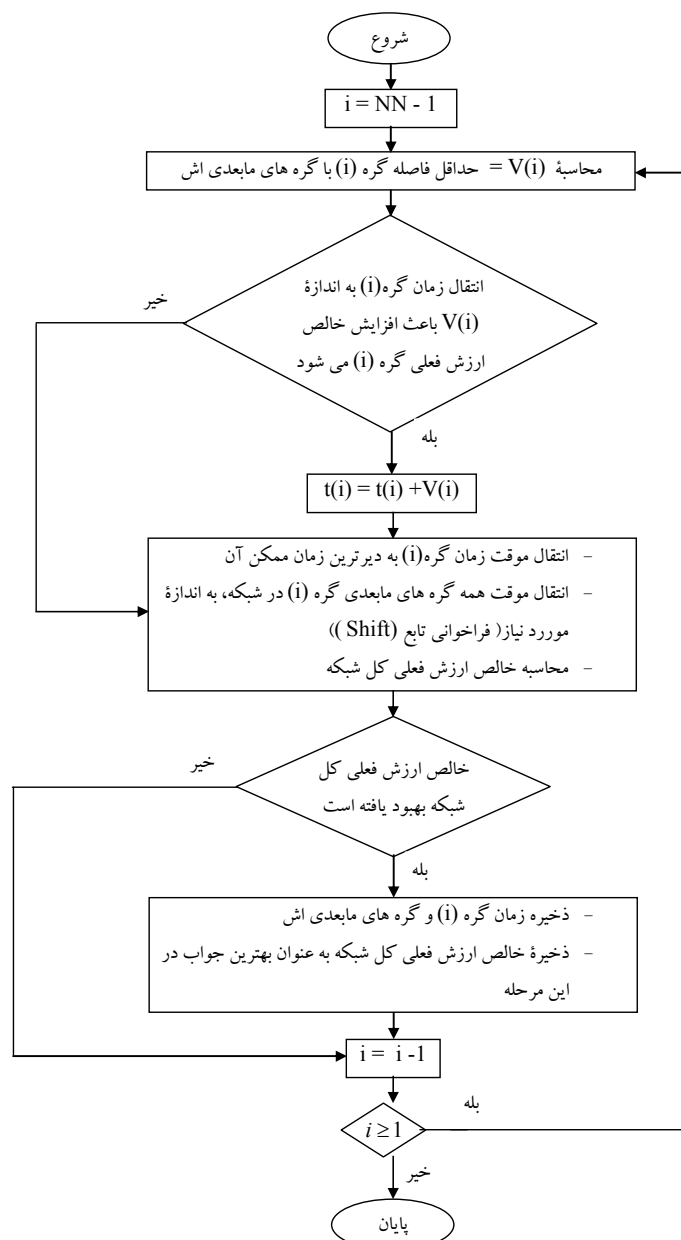 شروع
i = NN - 1
محاسبۀ V(i) = حداقل فاصله گره (i) با گره های مابعدی اش
انتقال زمان گره(i) به اندازۀ
V(i) باعث افزایش خالص
ارزش فعلی گره (i) می شود
خیر
بله
t(i) = t(i) +V(i)
- انتقال موقت زمان گره(i) به دیرترین زمان ممکن آن
- انتقال موقت همه گره های مابعدی گره (i) در شبکه، به اندازۀ
موررد نیاز( فراخوانی تابع (Shift ))
- محاسبه خالص ارزش فعلی کل شبکه
خالص ارزش فعلی کل
شبکه بهبود یافته است
خیر
بله
- ذخیره زمان گره (i) و گره های مابعدی اش
- ذخیرۀ خالص ارزش فعلی کل شبکه به عنوان بهترین جواب در
این مرحله
i = i -1
i ≥ 1
بله
خیر
پایان